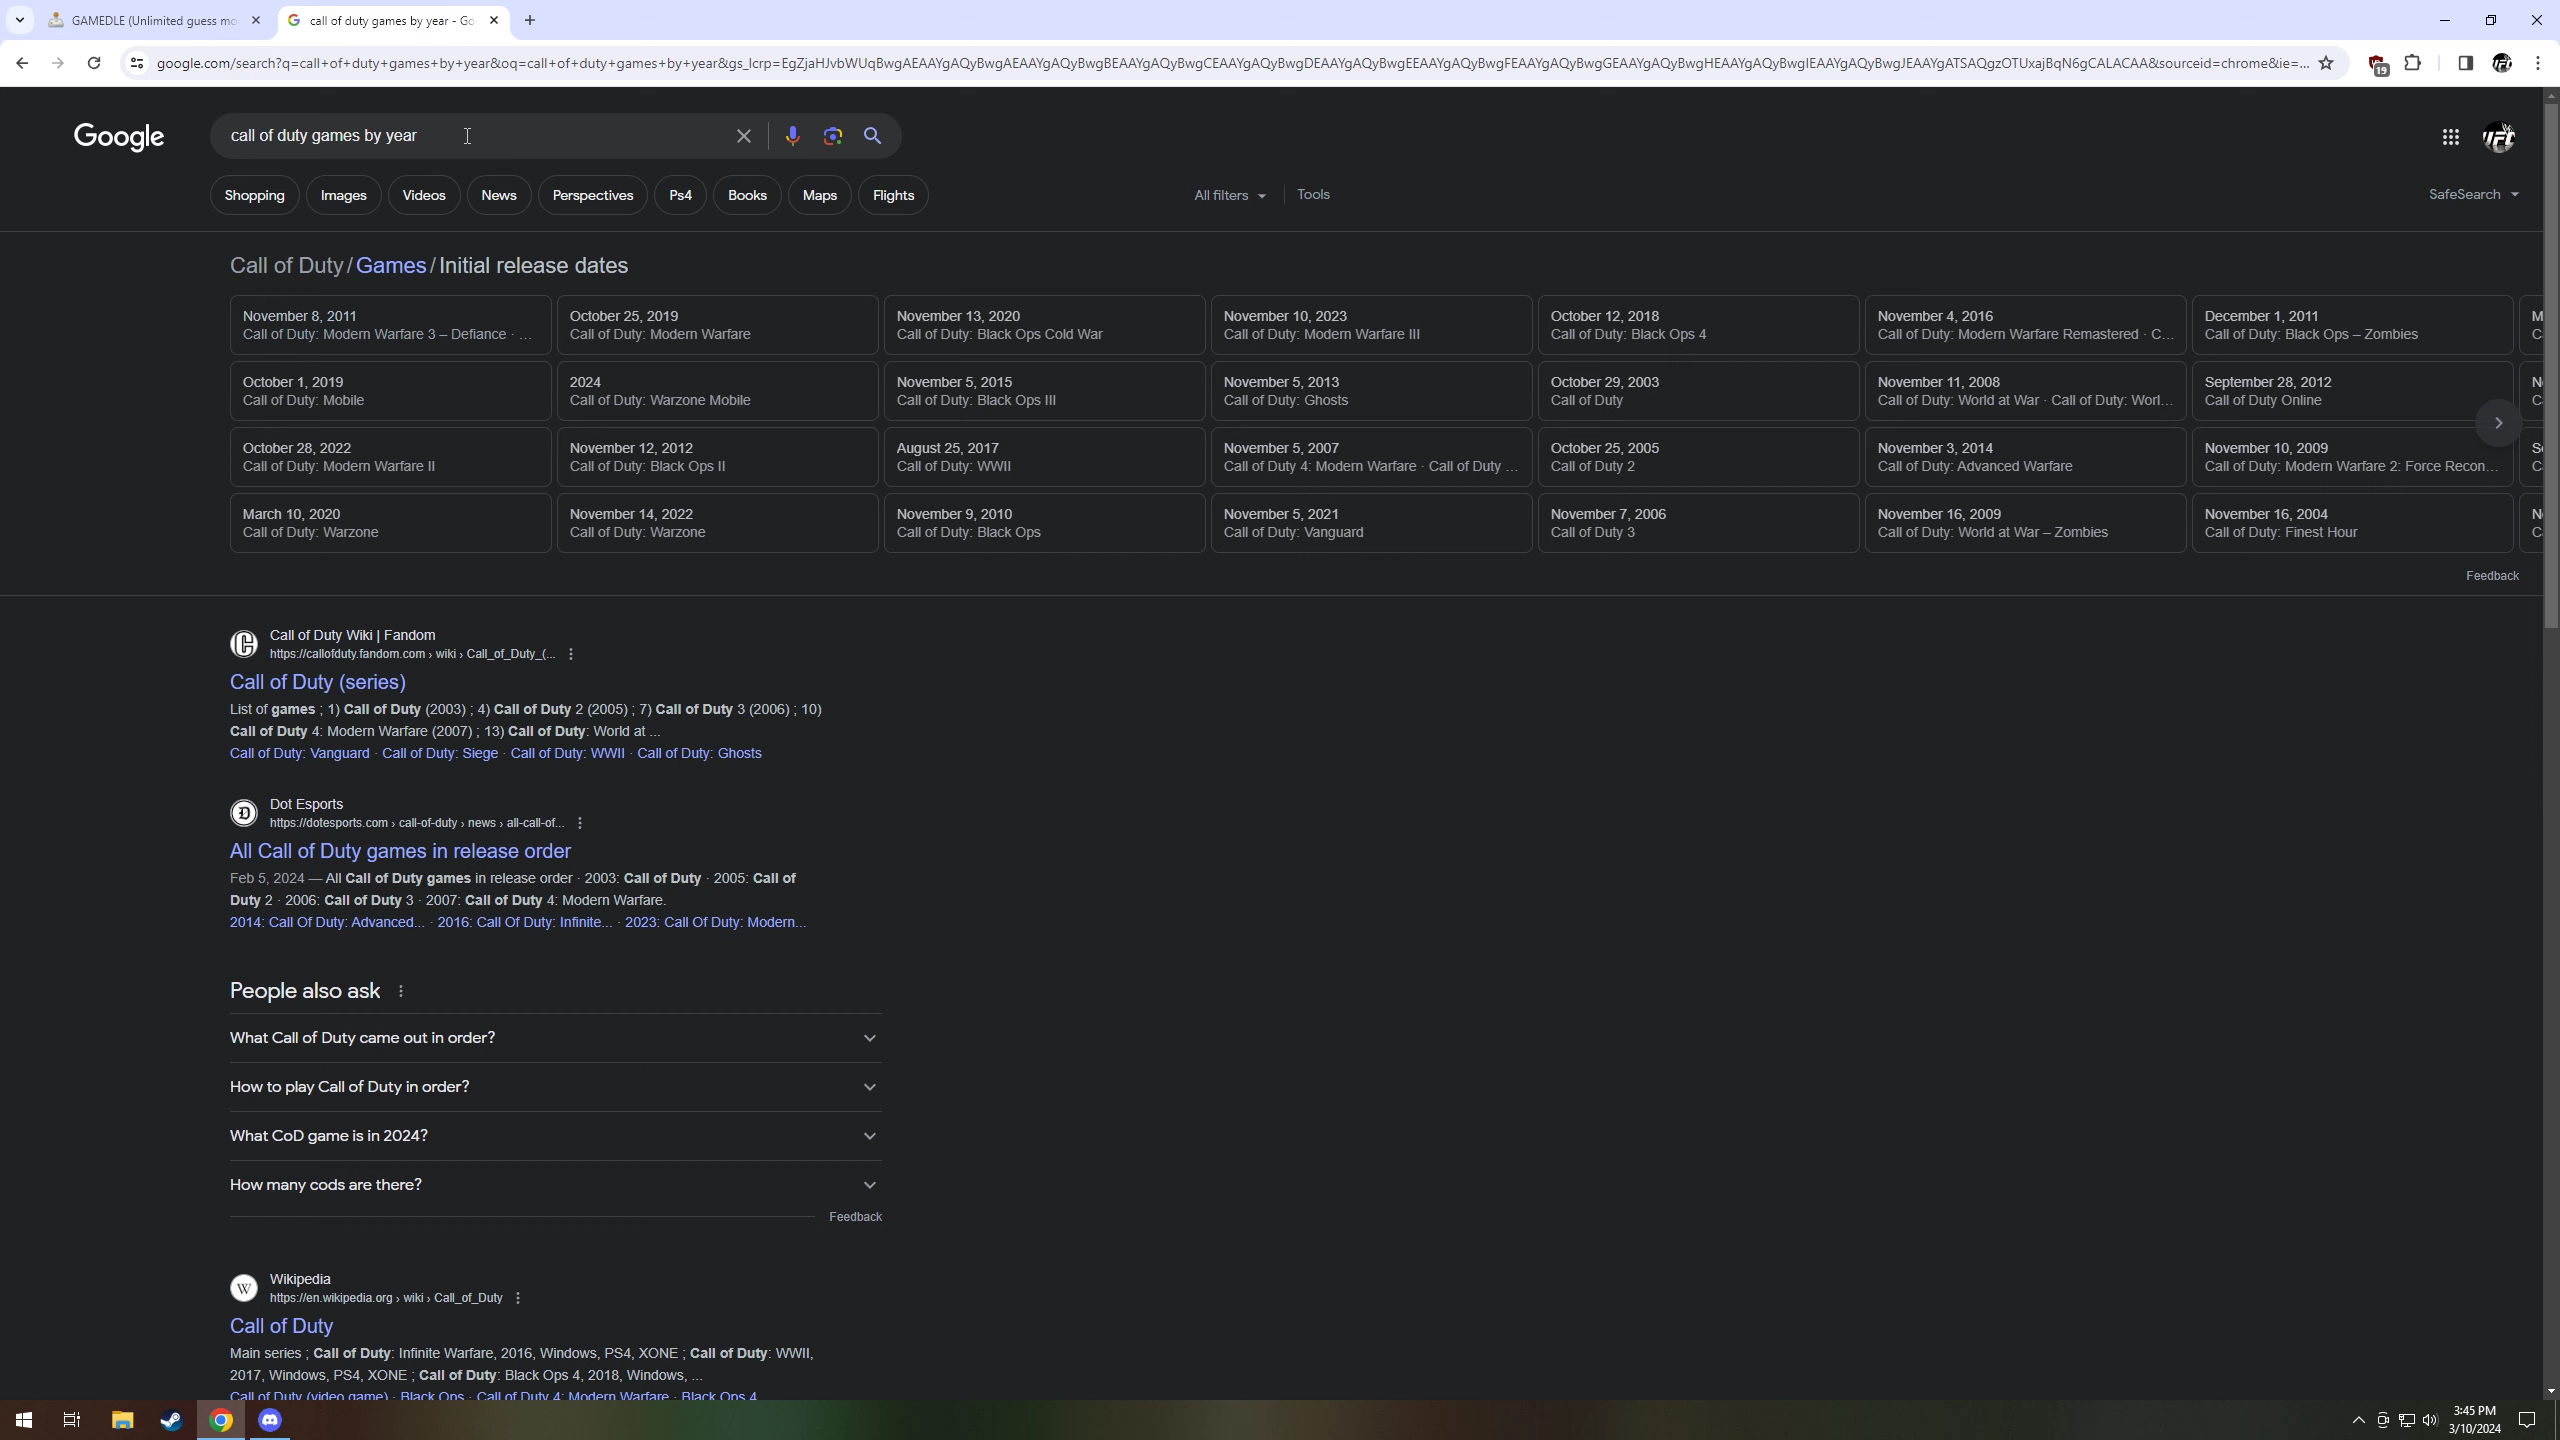 GAMEDLE (Unlimited guess mo
call of duty games by year - Go
google.com/search?q=call+of+duty+games+by+year&oq=call+of+duty+games+by+year&gs_lcrp=
19
Google
call of duty games by year
Shopping
Images
Videos
News
Perspectives
Ps4
Books
Maps
Flights
All filters
Tools
SafeSearch
Call of Duty/Games/Initial release dates
November 8, 2011
Call of Duty: Modern Warfare 3 – Defiance · ...
October 25, 2019
Call of Duty: Modern Warfare
November 13, 2020
Call of Duty: Black Ops Cold War
November 10, 2023
Call of Duty: Modern Warfare III
October 12, 2018
Call of Duty: Black Ops 4
November 4, 2016
Call of Duty: Modern Warfare Remastered · C...
December 1, 2011
Call of Duty: Black Ops – Zombies
October 1, 2019
Call of Duty: Mobile
2024
Call of Duty: Warzone Mobile
November 5, 2015
Call of Duty: Black Ops III
November 5, 2013
Call of Duty: Ghosts
October 29, 2003
Call of Duty
November 11, 2008
Call of Duty: World at War · Call of Duty: Worl...
September 28, 2012
Call of Duty Online
October 28, 2022
Call of Duty: Modern Warfare II
November 12, 2012
Call of Duty: Black Ops II
August 25, 2017
Call of Duty: WWII
November 5, 2007
Call of Duty 4: Modern Warfare · Call of Duty ...
October 25, 2005
Call of Duty 2
November 3, 2014
Call of Duty: Advanced Warfare
November 10, 2009
Call of Duty: Modern Warfare 2: Force Recon...
March 10, 2020
Call of Duty: Warzone
November 14, 2022
Call of Duty: Warzone
November 9, 2010
Call of Duty: Black Ops
November 5, 2021
Call of Duty: Vanguard
November 7, 2006
Call of Duty 3
November 16, 2009
Call of Duty: World at War – Zombies
November 16, 2004
Call of Duty: Finest Hour
Feedback
Call of Duty Wiki | Fandom
https://callofduty.fandom.com › wiki › Call_of_Duty_(...
Call of Duty (series)
List of games ; 1) Call of Duty (2003) ; 4) Call of Duty 2 (2005) ; 7) Call of Duty 3 (2006) ; 10)
Call of Duty 4: Modern Warfare (2007) ; 13) Call of Duty: World at ...
Call of Duty: Vanguard · Call of Duty: Siege · Call of Duty: WWII · Call of Duty: Ghosts
Dot Esports
https://dotesports.com › call-of-duty › news › all-call-of...
All Call of Duty games in release order
Feb 5, 2024 — All Call of Duty games in release order · 2003: Call of Duty · 2005: Call of
Duty 2 · 2006: Call of Duty 3 · 2007: Call of Duty 4: Modern Warfare.
2014: Call Of Duty: Advanced... · 2016: Call Of Duty: Infinite... · 2023: Call Of Duty: Modern...
People also ask
What Call of Duty came out in order?
How to play Call of Duty in order?
What CoD game is in 2024?
How many cods are there?
Feedback
W
Wikipedia
https://en.wikipedia.org › wiki › Call_of_Duty
Call of Duty
Main series ; Call of Duty: Infinite Warfare, 2016, Windows, PS4, XONE ; Call of Duty: WWII,
2017, Windows, PS4, XONE ; Call of Duty: Black Ops 4, 2018, Windows, ...
Call of Duty (video game) · Black Ops · Call of Duty 4: Modern Warfare · Black Ops 4
3:45 PM
3/10/2024